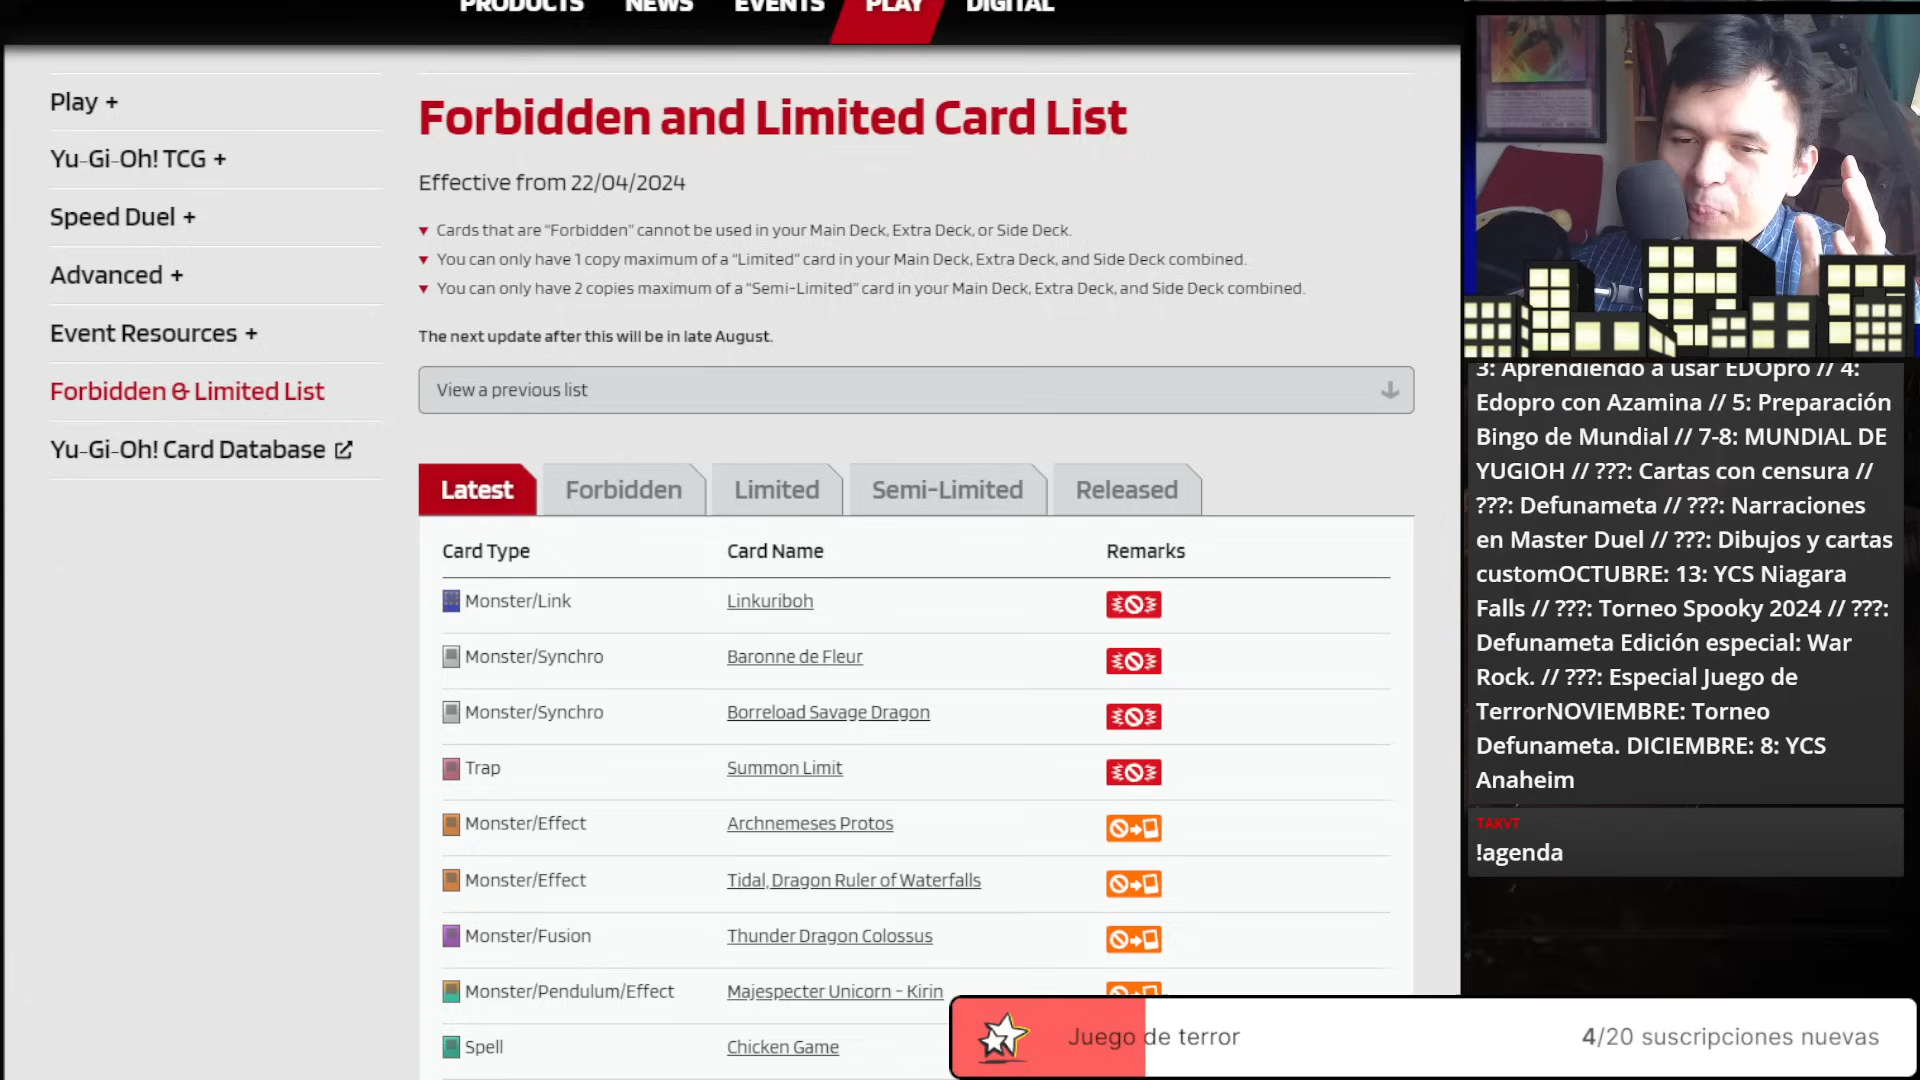 PRODUCTS NEWS EVENTS PLAY DIGITAL
Play +
Yu-Gi-Oh! TCG +
Speed Duel +
Advanced +
Event Resources +
Forbidden & Limited List
Yu-Gi-Oh! Card Database
Forbidden and Limited Card List
Effective from 22/04/2024
Cards that are "Forbidden" cannot be used in your Main Deck, Extra Deck, or Side Deck.
You can only have 1 copy maximum of a "Limited" card in your Main Deck, Extra Deck, and Side Deck combined.
You can only have 2 copies maximum of a "Semi-Limited" card in your Main Deck, Extra Deck, and Side Deck combined.
The next update after this will be in late August.
View a previous list
Latest Forbidden Limited Semi-Limited Released
Card Type Card Name Remarks
Monster/Link Linkuriboh
Monster/Synchro Baronne de Fleur
Monster/Synchro Borreload Savage Dragon
Trap Summon Limit
Monster/Effect Archnemeses Protos
Monster/Effect Tidal, Dragon Ruler of Waterfalls
Monster/Fusion Thunder Dragon Colossus
Monster/Pendulum/Effect Majespecter Unicorn - Kirin
Spell Chicken Game
3: Aprendiendo a usar EDOpro // 4:
Edopro con Azamina // 5: Preparación
Bingo de Mundial // 7-8: MUNDIAL DE
YUGIOH // ???: Cartas con censura //
???: Defunameta // ???: Narraciones
en Master Duel // ???: Dibujos y cartas
customOCTUBRE: 13: YCS Niagara
Falls // ???: Torneo Spooky 2024 // ???:
Defunameta Edición especial: War
Rock. // ???: Especial Juego de
TerrorNOVIEMBRE: Torneo
Defunameta. DICIEMBRE: 8: YCS
Anaheim
TAKVT
!agenda
Juego de terror 4/20 suscripciones nuevas